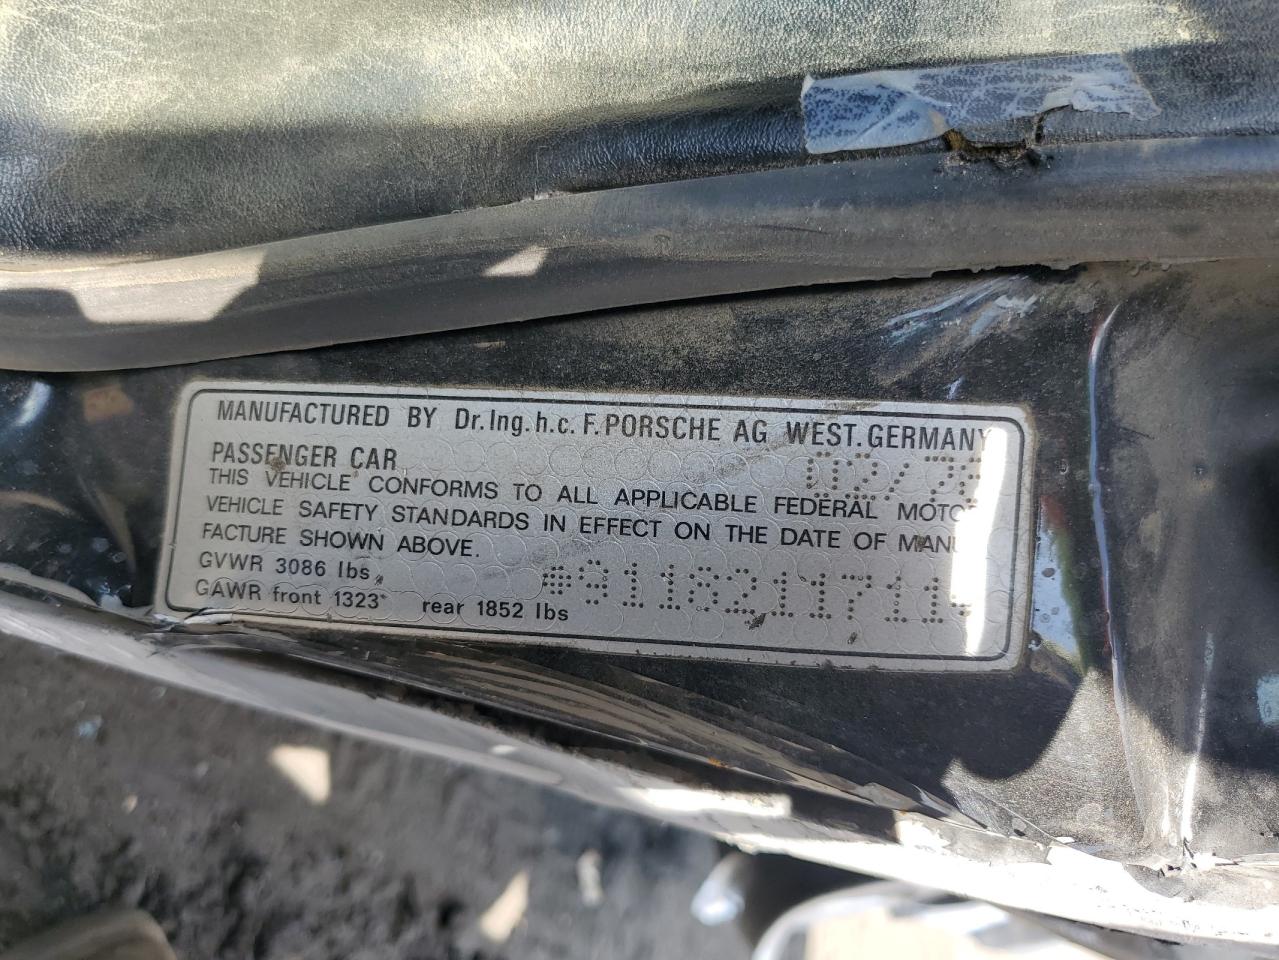 MANUFACTURED BY Dr.Ing.h.c.F.PORSCHE AG WEST.GERMANY
PASSENGER CAR
THIS VEHICLE CONFORMS TO ALL APPLICABLE FEDERAL MOTOR
VEHICLE SAFETY STANDARDS IN EFFECT ON THE DATE OF MANU
FACTURE SHOWN ABOVE.
GVWR 3086 lbs
GAWR front 1323* rear 1852 lbs